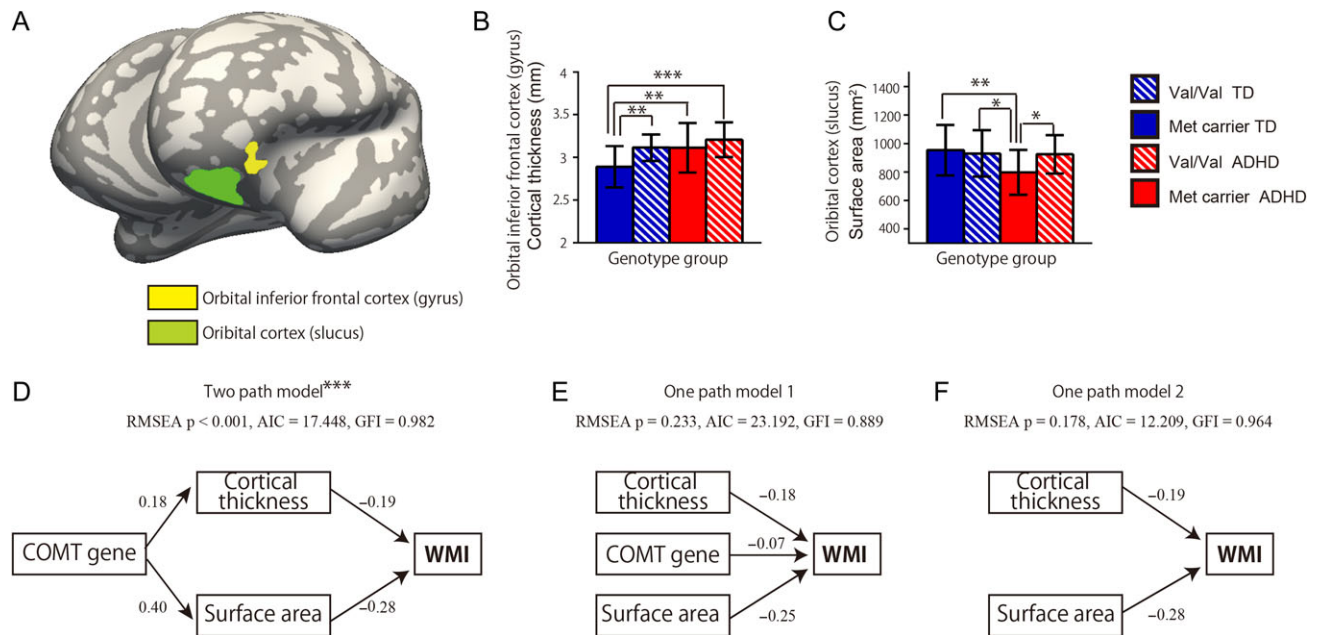 A
Orbital inferior frontal cortex (gyrus)
Oribital cortex (slucus)
B
Orbital inferior frontal cortex (gyrus)
Cortical thickness (mm)
4
3.5
3
2.5
2
***
**
**
Genotype group
C
Oribital cortex (slucus)
Surface area (mm²)
1400
1200
1000
800
600
400
**
*
*
Genotype group
Val/Val TD
Met carrier TD
Val/Val ADHD
Met carrier ADHD
D
Two path model***
RMSEA p < 0.001, AIC = 17.448, GFI = 0.982
Cortical
thickness
0.18
−0.19
COMT gene
WMI
0.40
−0.28
Surface area
E
One path model 1
RMSEA p = 0.233, AIC = 23.192, GFI = 0.889
Cortical
thickness
−0.18
COMT gene
−0.07
WMI
Surface area
−0.25
F
One path model 2
RMSEA p = 0.178, AIC = 12.209, GFI = 0.964
Cortical
thickness
−0.19
WMI
Surface area
−0.28